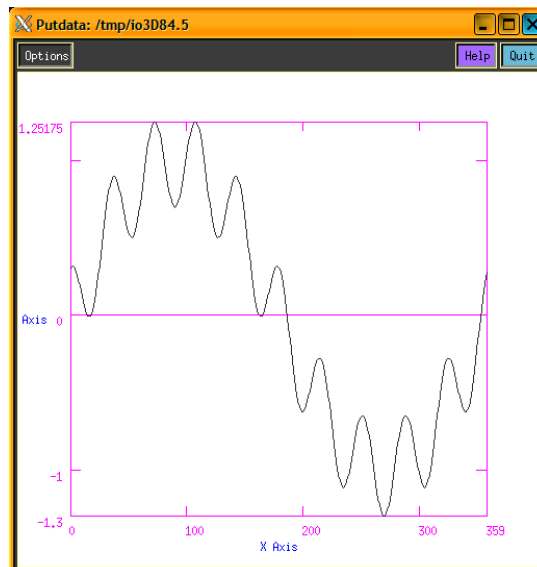 Putdata: /tmp/io3D84.5
Options Help Quit
1.25175
Axis 0
-1
-1.3
0 100 200 300 359
X Axis